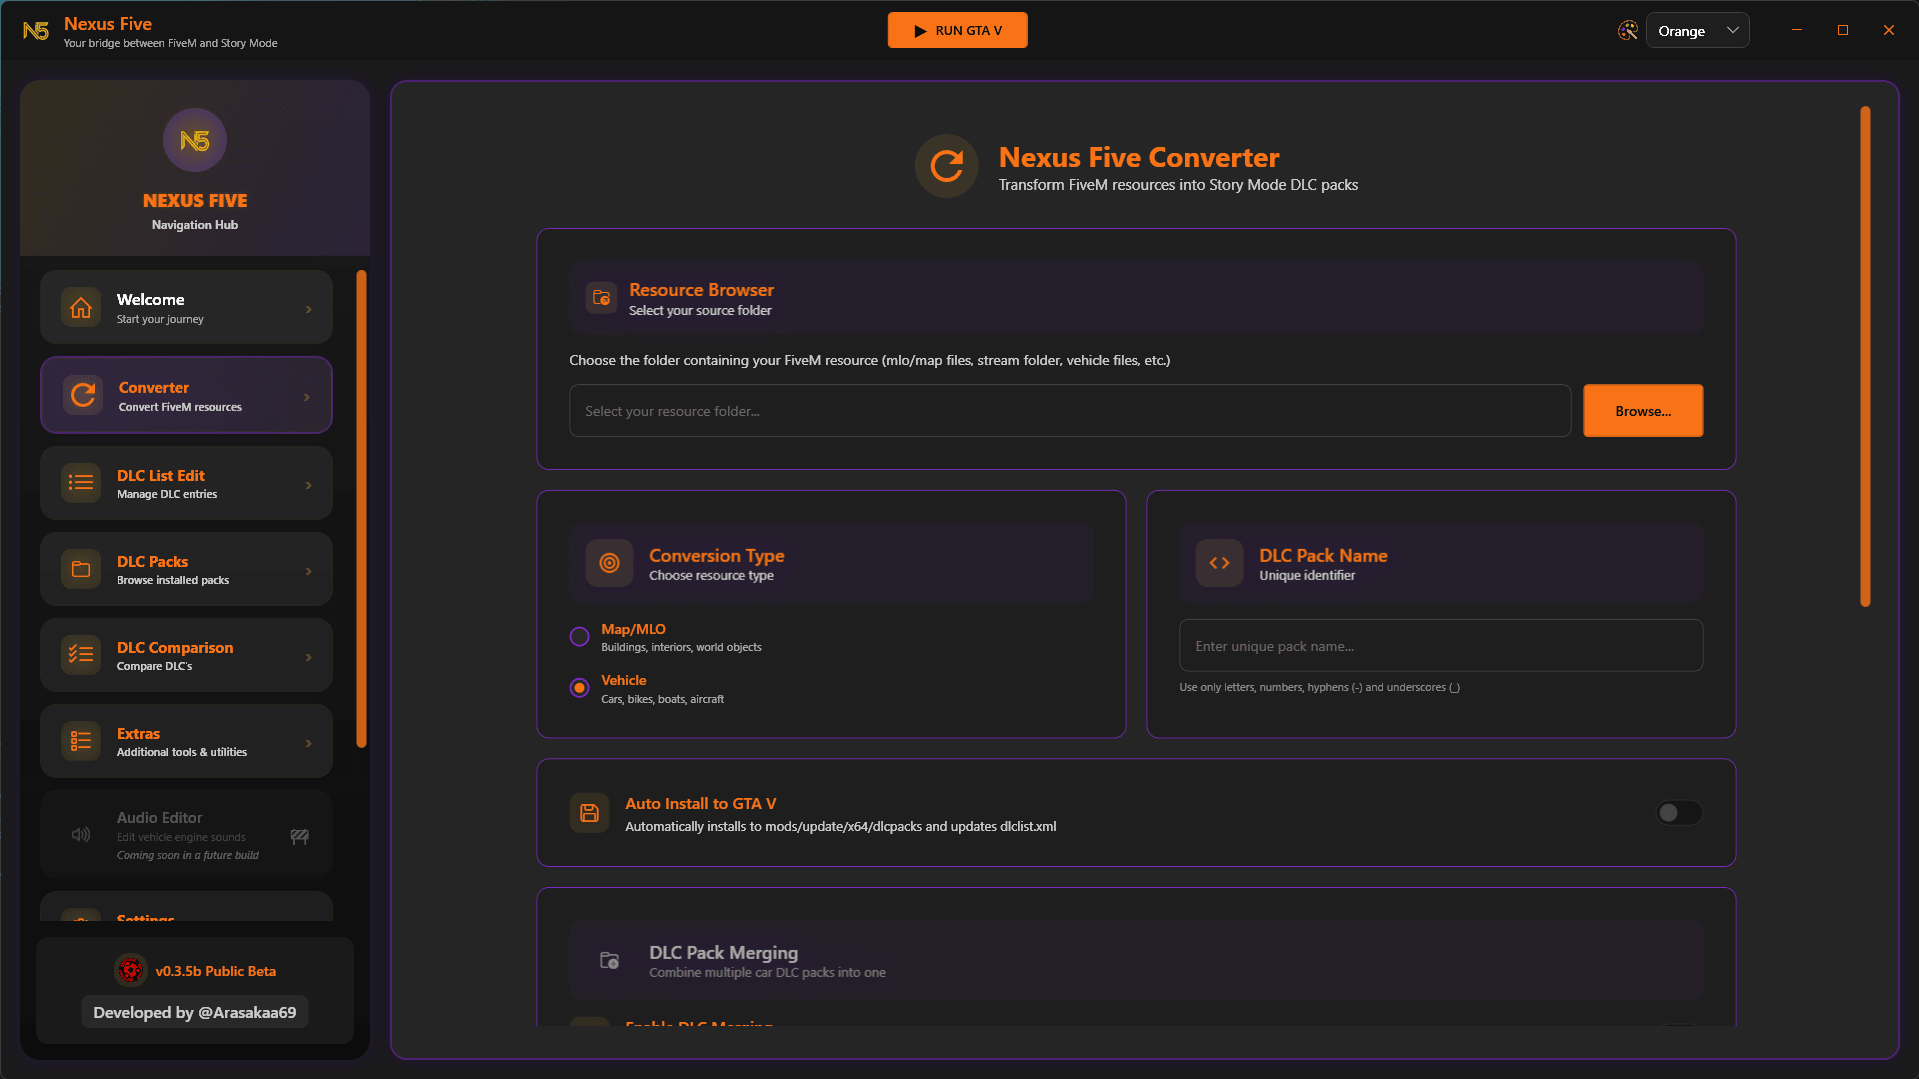 N5
Nexus Five
Your bridge between FiveM and Story Mode
RUN GTA V
Orange
N5
NEXUS FIVE
Navigation Hub
Welcome
Start your journey
Converter
Convert FiveM resources
DLC List Edit
Manage DLC entries
DLC Packs
Browse installed packs
DLC Comparison
Compare DLC's
Extras
Additional tools & utilities
Audio Editor
Edit vehicle engine sounds
Coming soon in a future build
Settings
v0.3.5b Public Beta
Developed by @Arasakaa69
Nexus Five Converter
Transform FiveM resources into Story Mode DLC packs
Resource Browser
Select your source folder
Choose the folder containing your FiveM resource (mlo/map files, stream folder, vehicle files, etc.)
Select your resource folder...
Browse...
Conversion Type
Choose resource type
Map/MLO
Buildings, interiors, world objects
Vehicle
Cars, bikes, boats, aircraft
DLC Pack Name
Unique identifier
Enter unique pack name...
Use only letters, numbers, hyphens (-) and underscores (_)
Auto Install to GTA V
Automatically installs to mods/update/x64/dlcpacks and updates dlclist.xml
DLC Pack Merging
Combine multiple car DLC packs into one
Enable DLC Merging